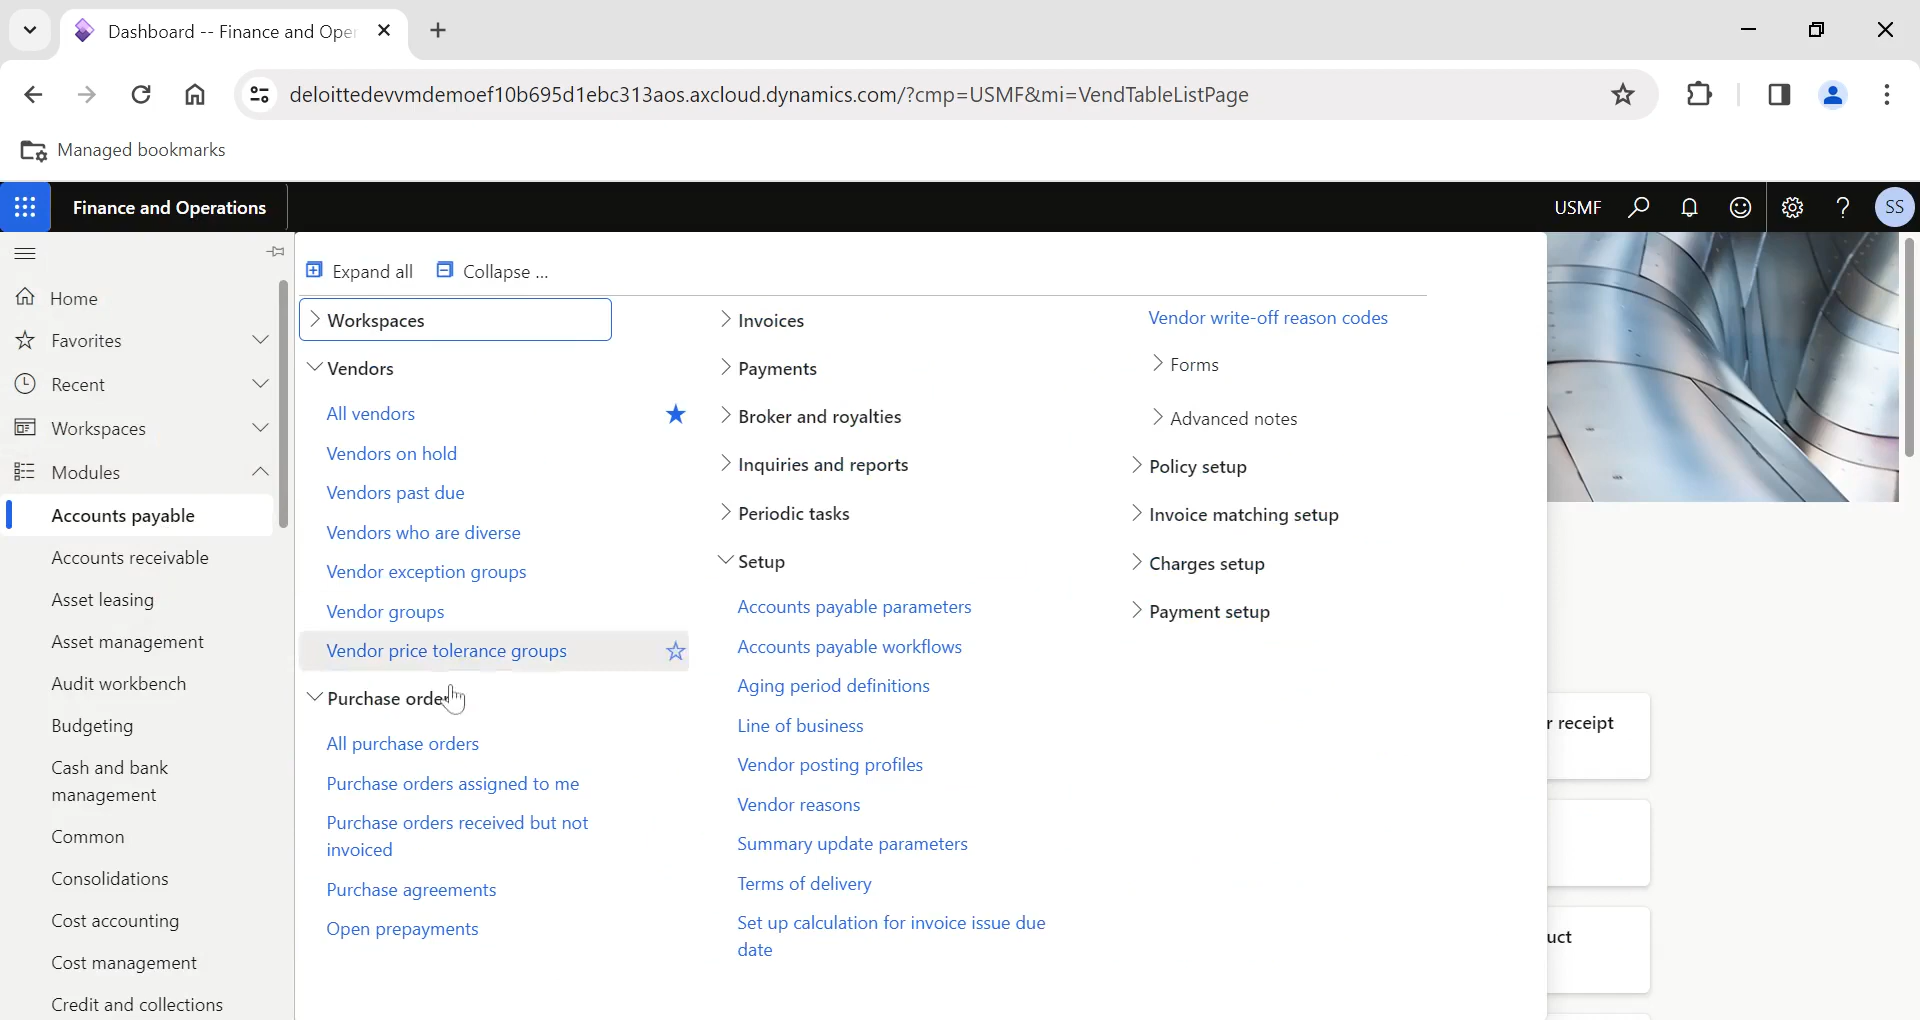 Dashboard -- Finance and Ope
deloittedevvmdemoef10b695d1ebc313aos.axcloud.dynamics.com/?cmp=USMF&mi=VendTableListPage
Managed bookmarks
Finance and Operations
USMF
SS
Home
Favorites
Recent
Workspaces
Modules
Accounts payable
Accounts receivable
Asset leasing
Asset management
Audit workbench
Budgeting
Cash and bank
management
Common
Consolidations
Cost accounting
Cost management
Credit and collections
Expand all
Collapse ...
Workspaces
Vendors
All vendors
Vendors on hold
Vendors past due
Vendors who are diverse
Vendor exception groups
Vendor groups
Vendor price tolerance groups
Purchase order
All purchase orders
Purchase orders assigned to me
Purchase orders received but not
invoiced
Purchase agreements
Open prepayments
Invoices
Payments
Broker and royalties
Inquiries and reports
Periodic tasks
Setup
Accounts payable parameters
Accounts payable workflows
Aging period definitions
Line of business
Vendor posting profiles
Vendor reasons
Summary update parameters
Terms of delivery
Set up calculation for invoice issue due
date
Vendor write-off reason codes
Forms
Advanced notes
Policy setup
Invoice matching setup
Charges setup
Payment setup
r receipt
uct